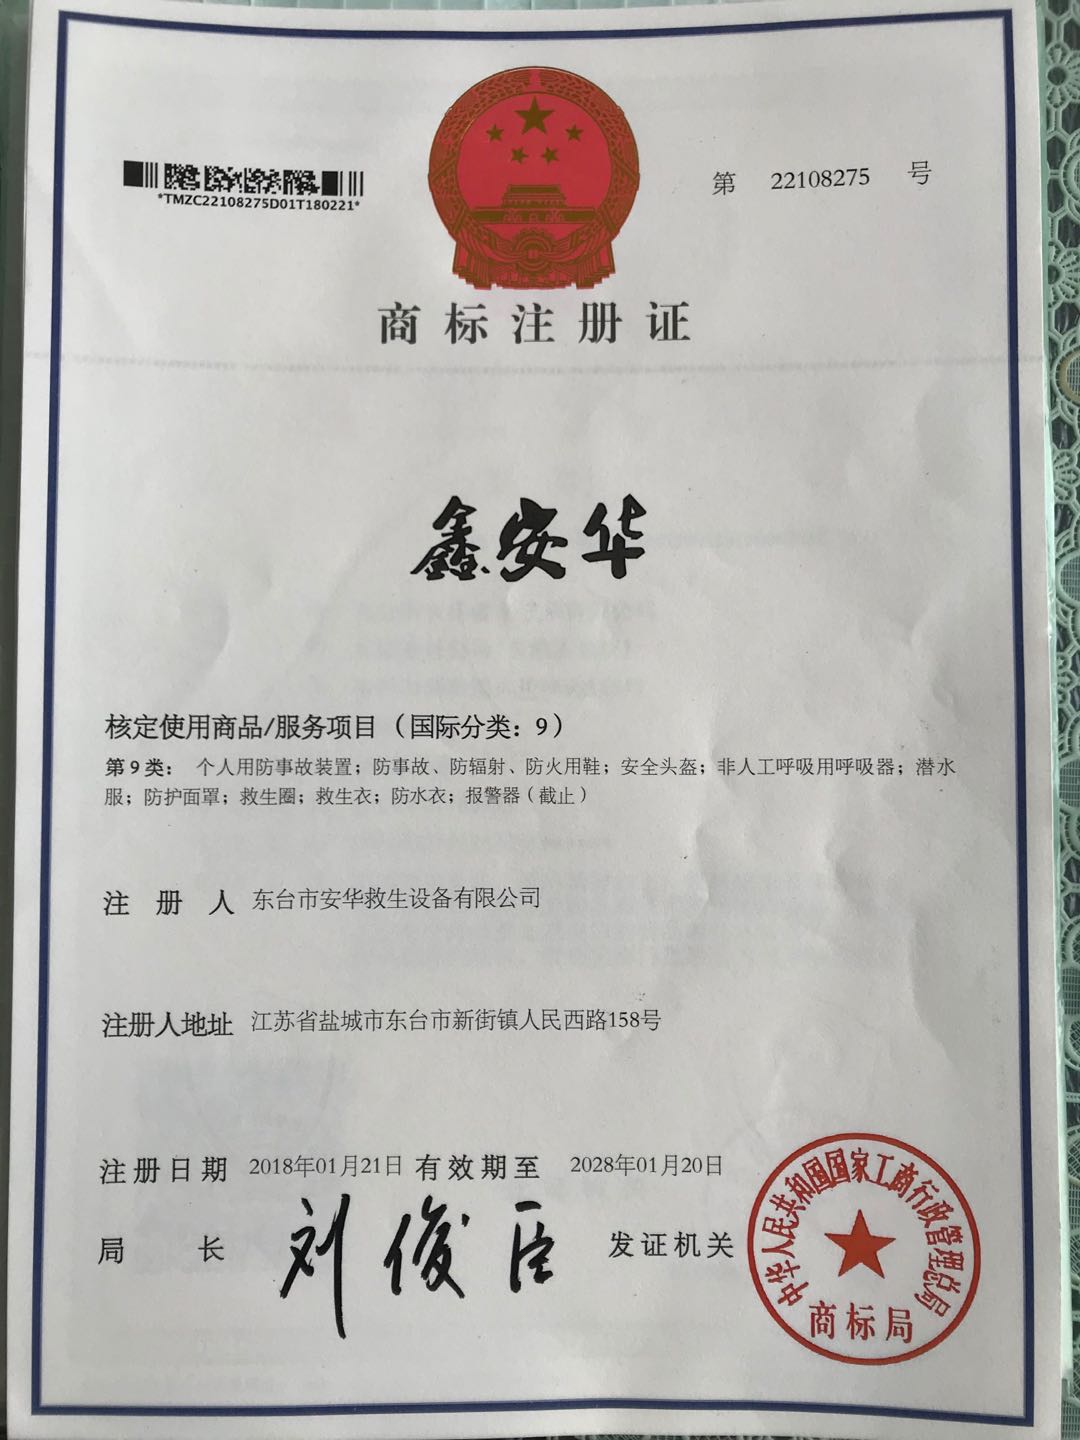 第 22108275 号
*TMZC22108275D01T180221*
商标注册证
鑫安华
核定使用商品/服务项目（国际分类：9）
第9类： 个人用防事故装置；防事故、防辐射、防火用鞋；安全头盔；非人工呼吸用呼吸器；潜水
服；防护面罩；救生圈；救生衣；防水衣；报警器（截止）
注册人 东台市安华救生设备有限公司
注册人地址 江苏省盐城市东台市新街镇人民西路158号
注册日期 2018年01月21日 有效期至 2028年01月20日
局长 刘俊臣 发证机关
中华人民共和国国家工商行政管理总局
商标局